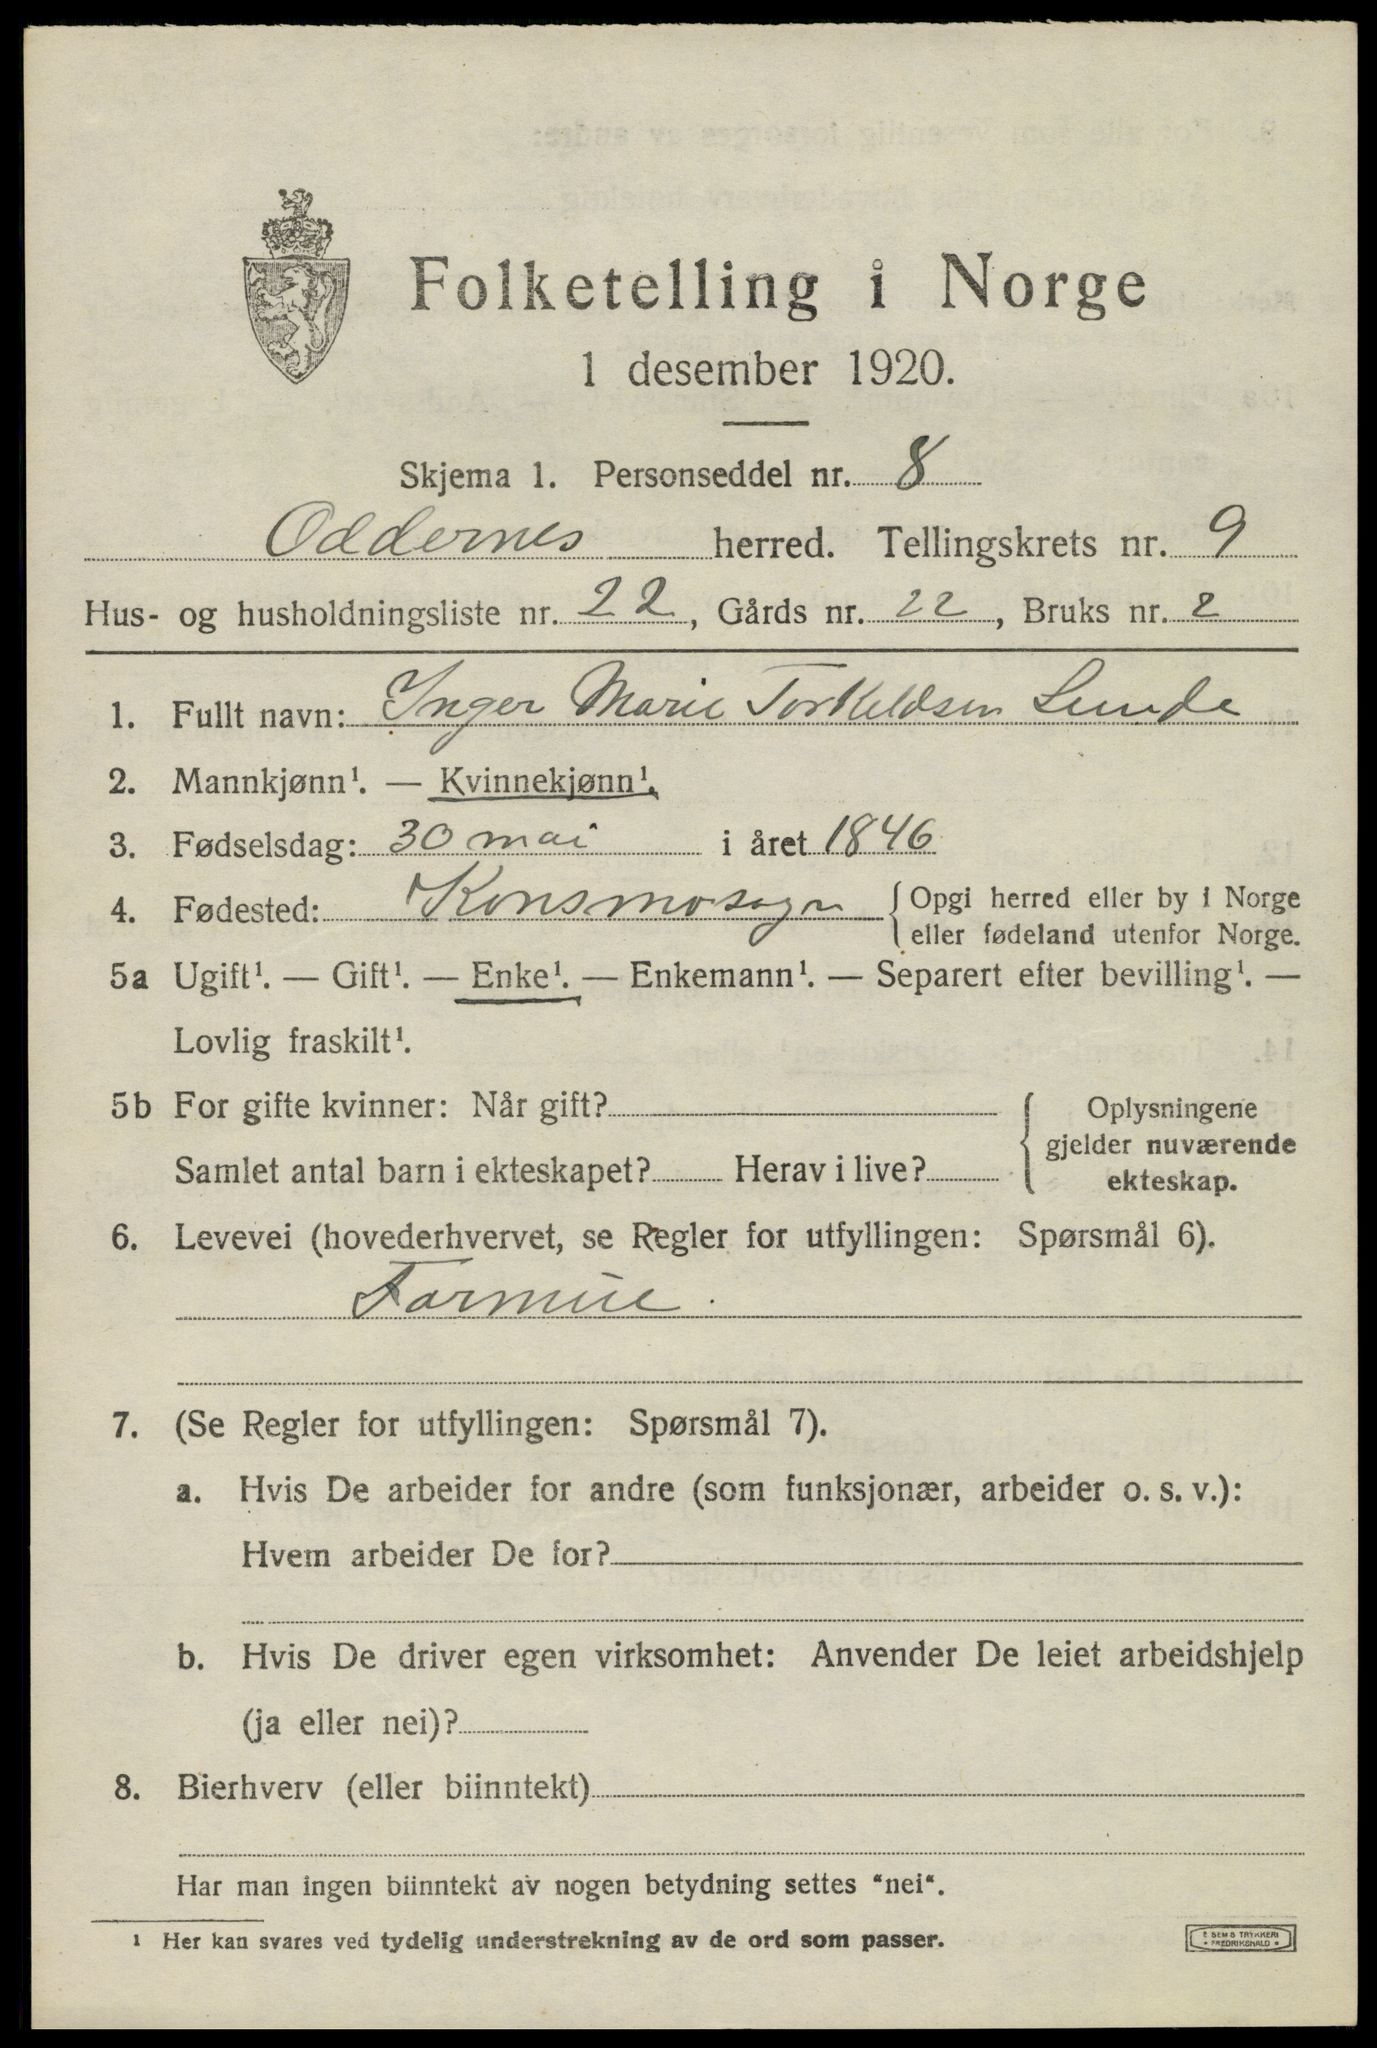 Folketelling i Norge
1 desember 1920.
Skjema 1. Personseddel nr. 8
Oddernes herred. Tellingskrets nr. 9
Hus- og husholdningsliste nr. 22, Gårds nr. 22, Bruks nr. 2
1. Fullt navn: Inger Marie Torkeldsen Lunde
2. Mannkjønn¹. — Kvinnekjønn¹.
3. Fødselsdag: 30 mai i året 1846
4. Fødested: Konsmosogn {Opgi herred eller by i Norge
eller fødeland utenfor Norge.
5a Ugift¹. — Gift¹. — Enke¹. — Enkemann¹. — Separert efter bevilling¹. —
Lovlig fraskilt¹.
5b For gifte kvinner: Når gift?
Samlet antal barn i ekteskapet? Herav i live?
Oplysningene
gjelder nuværende
ekteskap.
6. Levevei (hovederhvervet, se Regler for utfyllingen: Spørsmål 6).
Formue.
7. (Se Regler for utfyllingen: Spørsmål 7).
a. Hvis De arbeider for andre (som funksjonær, arbeider o. s. v.):
Hvem arbeider De for?
b. Hvis De driver egen virksomhet: Anvender De leiet arbeidshjelp
(ja eller nei)?
8. Bierhverv (eller biinntekt)
Har man ingen biinntekt av nogen betydning settes "nei".
¹ Her kan svares ved tydelig understrekning av de ord som passer.
E SEMS TRYKKERI
• FREDRIKSHALD •